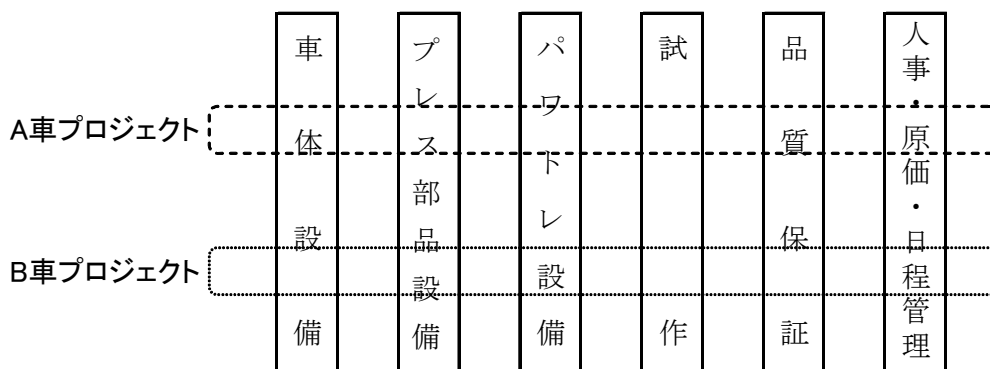 車体設備
プレス部品設備
パワトレ設備
試作
品質保証
人事・原価・日程管理
A車プロジェクト
B車プロジェクト